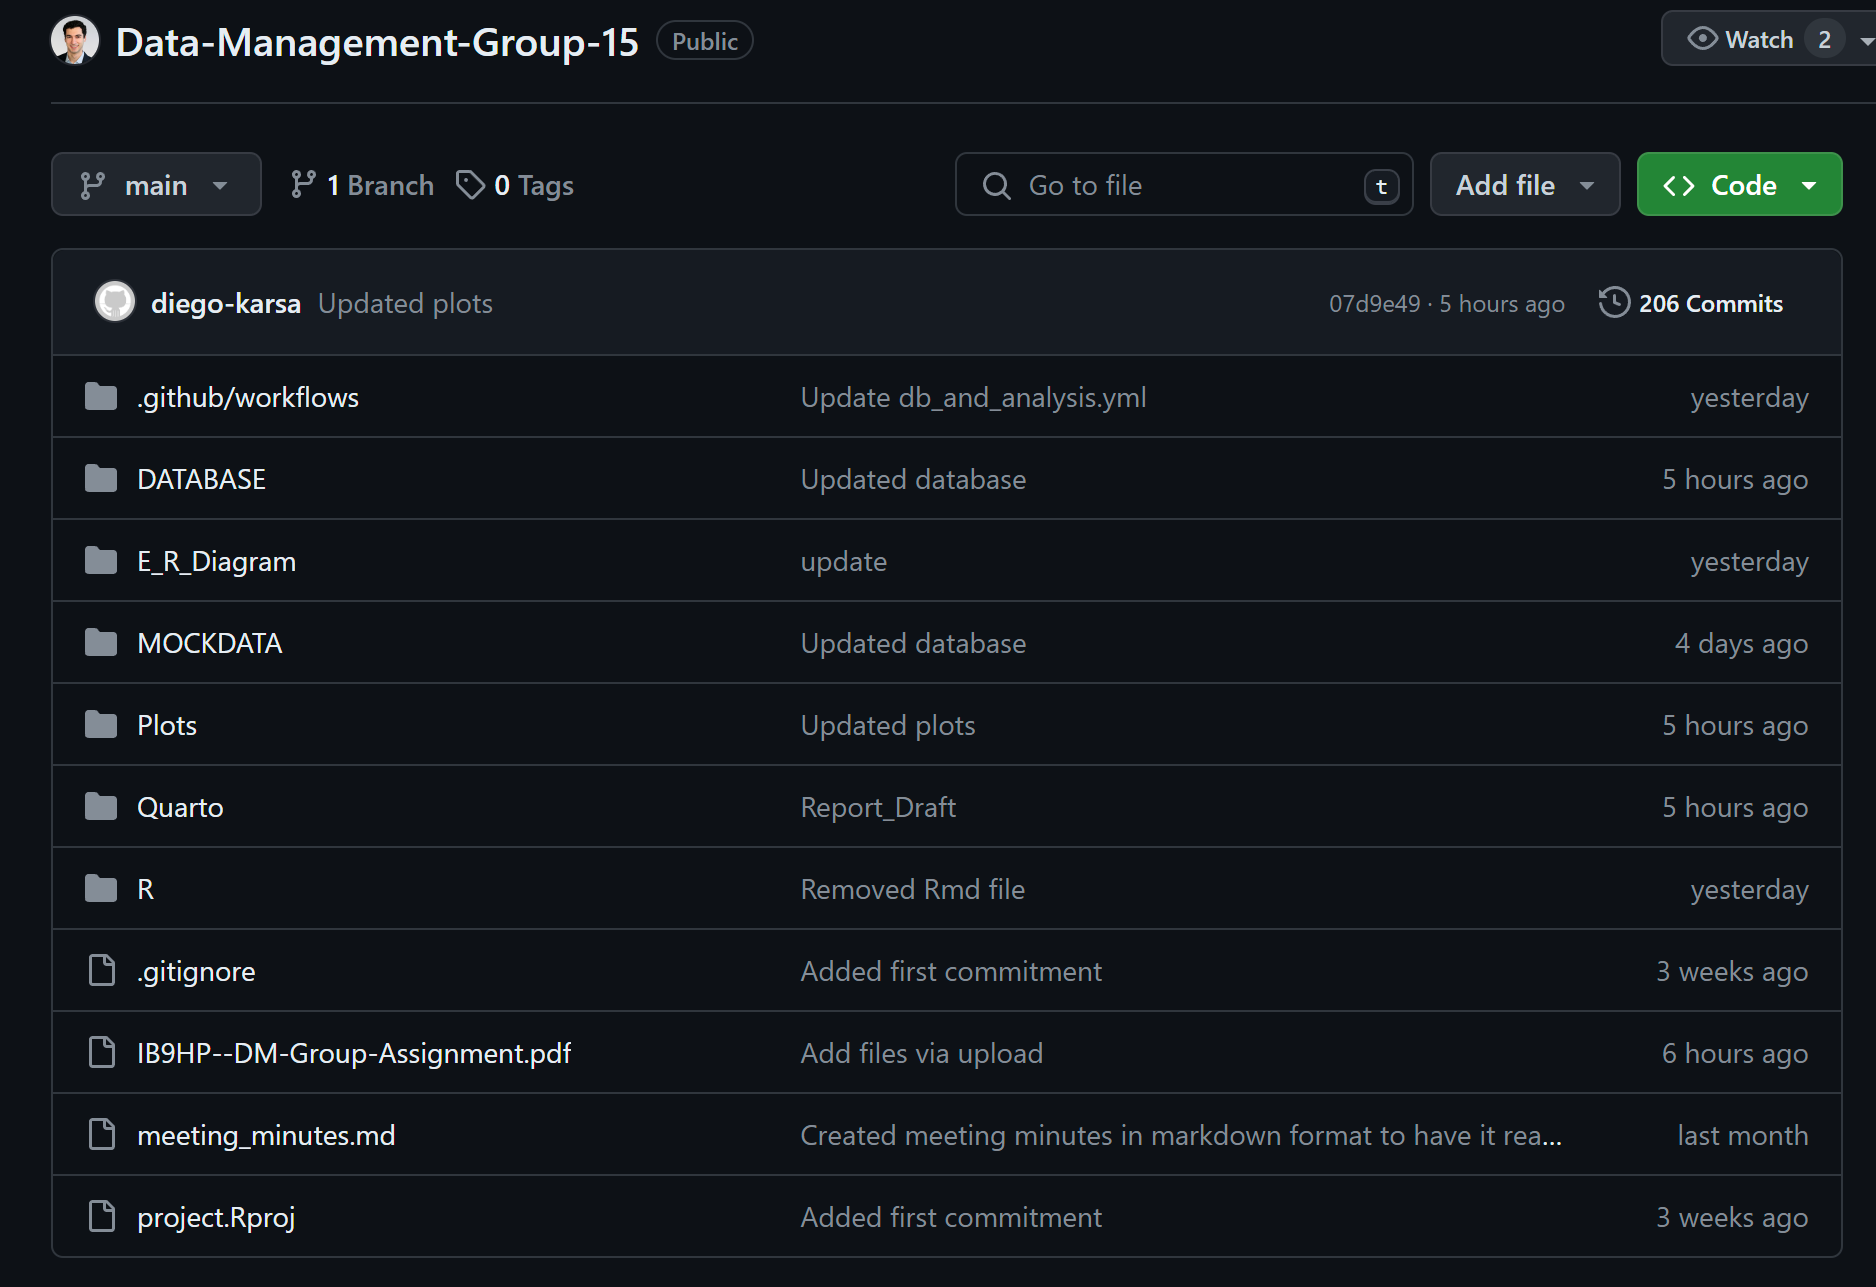 Data-Management-Group-15 Public Watch 2
main 1 Branch 0 Tags Go to file t Add file Code
diego-karsa Updated plots 07d9e49 · 5 hours ago 206 Commits
.github/workflows Update db_and_analysis.yml yesterday
DATABASE Updated database 5 hours ago
E_R_Diagram update yesterday
MOCKDATA Updated database 4 days ago
Plots Updated plots 5 hours ago
Quarto Report_Draft 5 hours ago
R Removed Rmd file yesterday
.gitignore Added first commitment 3 weeks ago
IB9HP--DM-Group-Assignment.pdf Add files via upload 6 hours ago
meeting_minutes.md Created meeting minutes in markdown format to have it rea... last month
project.Rproj Added first commitment 3 weeks ago